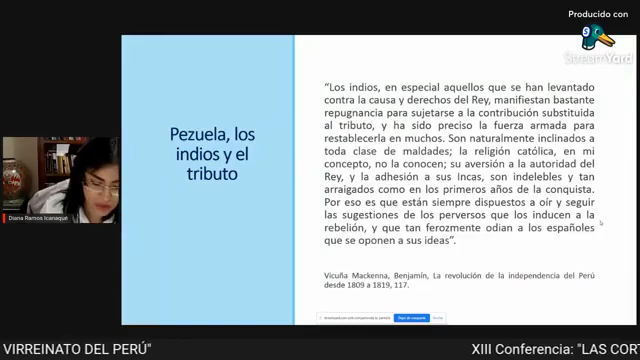 Producido con
StreamYard
Pezuela, los
indios y el
tributo
“Los indios, en especial aquellos que se han levantado
contra la causa y derechos del Rey, manifiestan bastante
repugnancia para sujetarse a la contribución substituida
al tributo, y ha sido preciso la fuerza armada para
restablecerla en muchos. Son naturalmente inclinados a
toda clase de maldades; la religión católica, en mi
concepto, no la conocen; su aversión a la autoridad del
Rey, y la adhesión a sus Incas, son indelebles y tan
arraigados como en los primeros años de la conquista.
Por eso es que están siempre dispuestos a oír y seguir
las sugestiones de los perversos que los inducen a la
rebelión, y que tan ferozmente odian a los españoles
que se oponen a sus ideas”.
Vicuña Mackenna, Benjamín, La revolución de la independencia del Perú
desde 1809 a 1819, 117.
Diana Ramos Icanaqué
VIRREINATO DEL PERÚ"
XIII Conferencia: "LAS COR